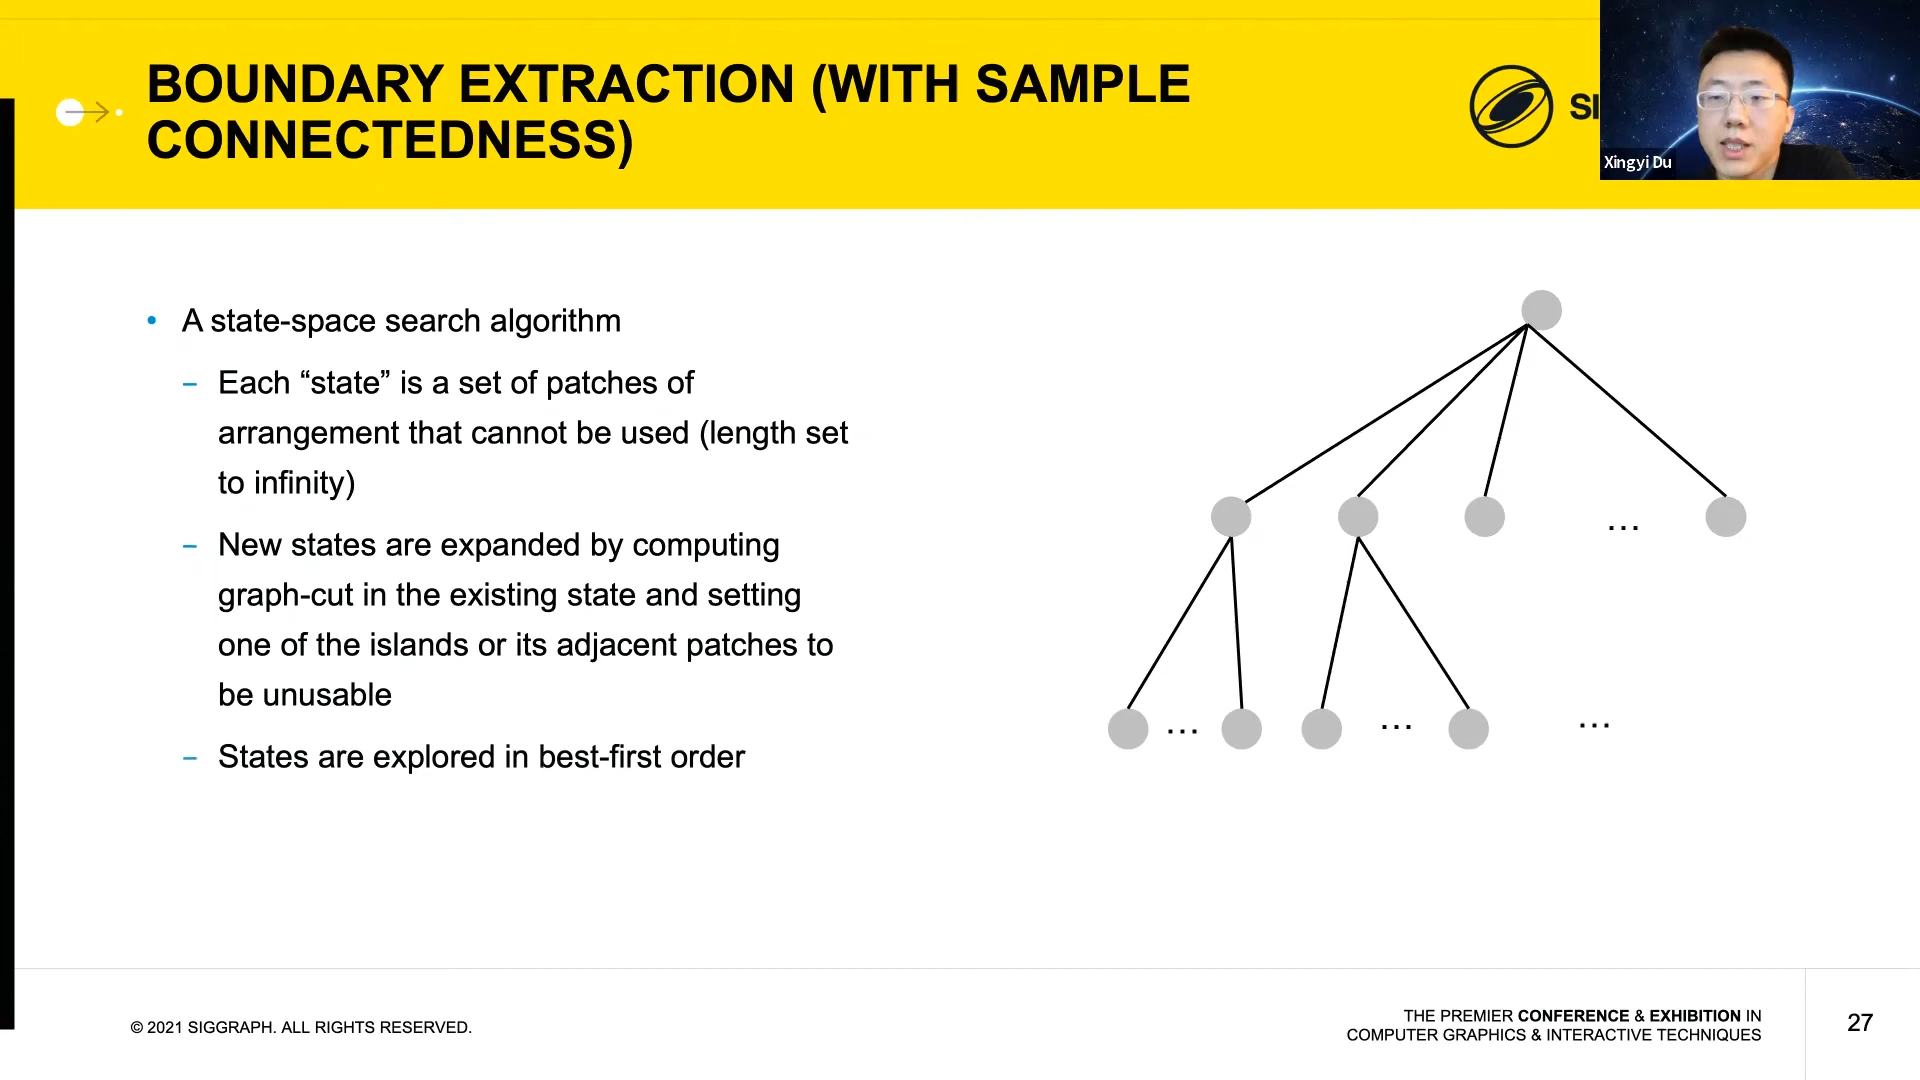 BOUNDARY EXTRACTION (WITH SAMPLE
CONNECTEDNESS)
SI
Xingyi Du
• A state-space search algorithm
– Each “state” is a set of patches of
arrangement that cannot be used (length set
to infinity)
– New states are expanded by computing
graph-cut in the existing state and setting
one of the islands or its adjacent patches to
be unusable
– States are explored in best-first order
...
... ... ...
© 2021 SIGGRAPH. ALL RIGHTS RESERVED.
THE PREMIER CONFERENCE & EXHIBITION IN
COMPUTER GRAPHICS & INTERACTIVE TECHNIQUES
27